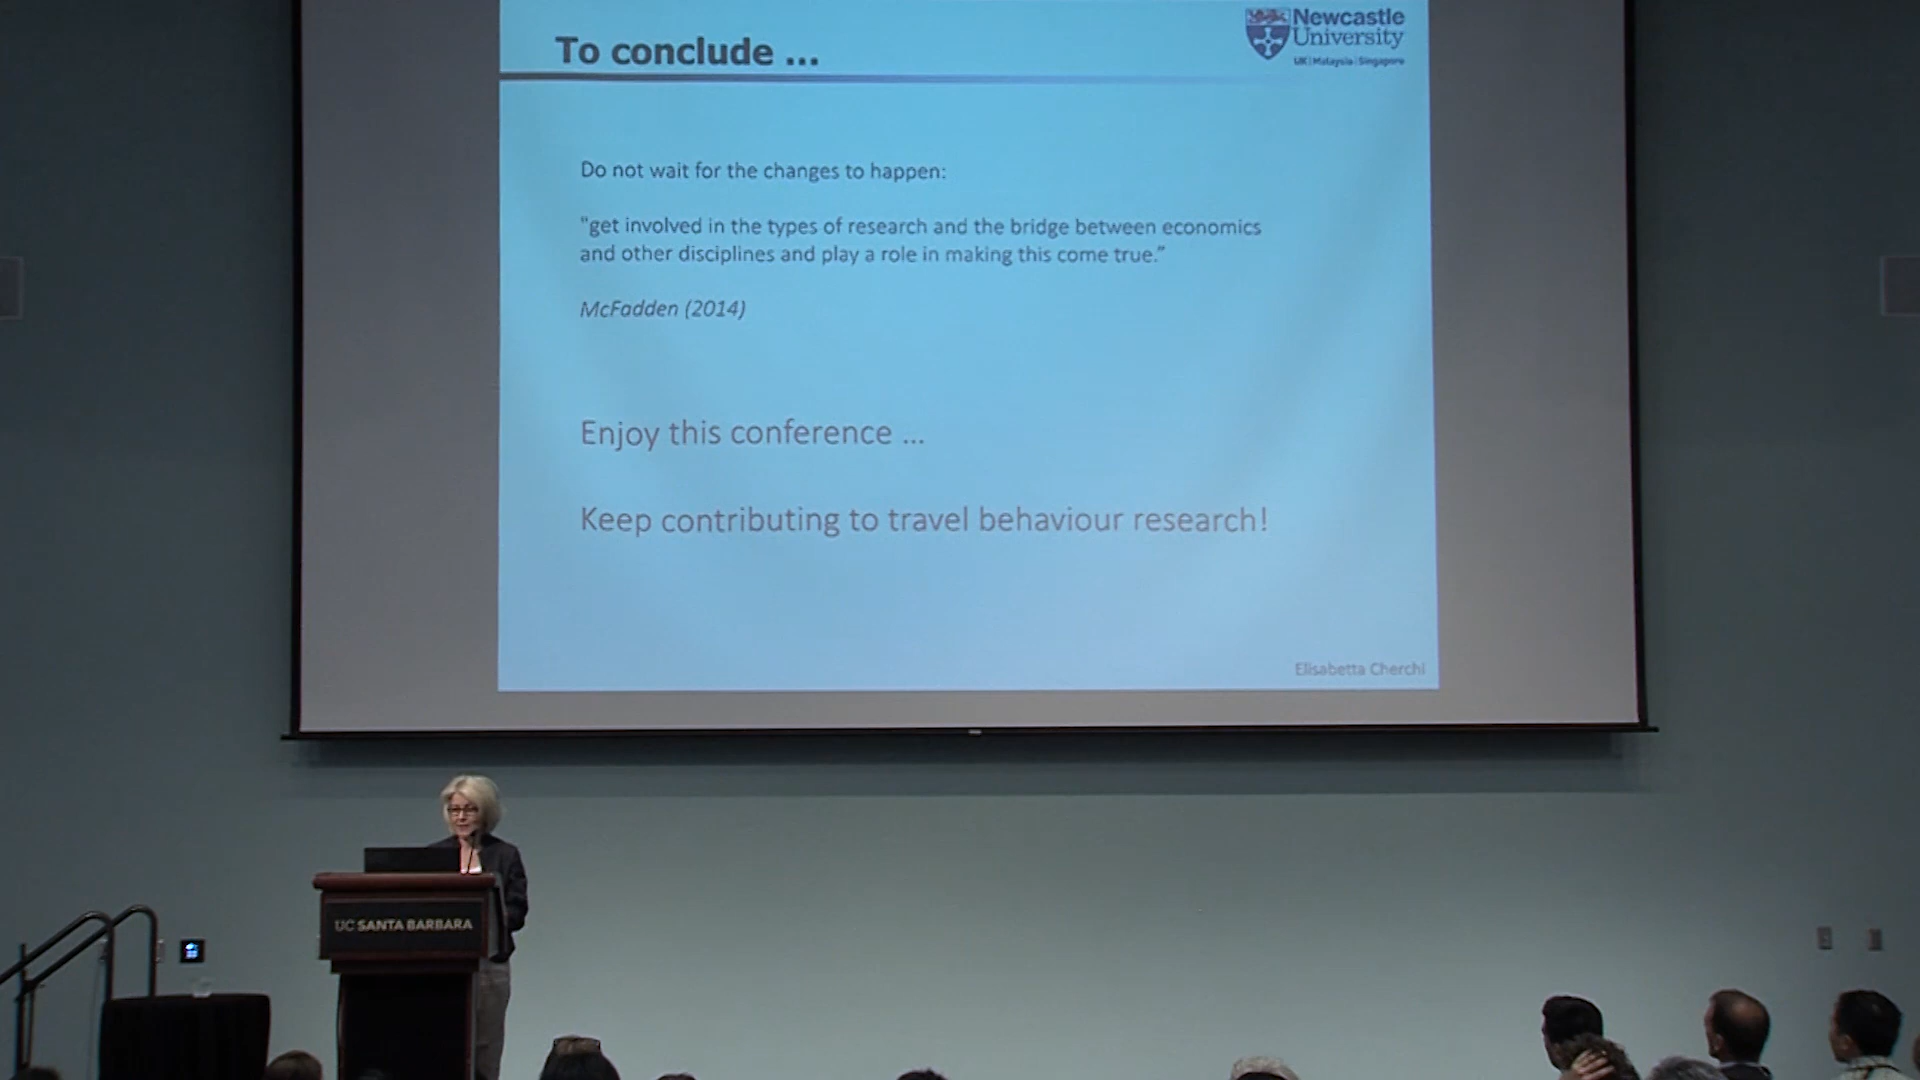 To conclude ...
Newcastle
University
UK | Malaysia | Singapore
Do not wait for the changes to happen:
"get involved in the types of research and the bridge between economics
and other disciplines and play a role in making this come true."
McFadden (2014)
Enjoy this conference ...
Keep contributing to travel behaviour research!
Elisabetta Cherchi
UC SANTA BARBARA